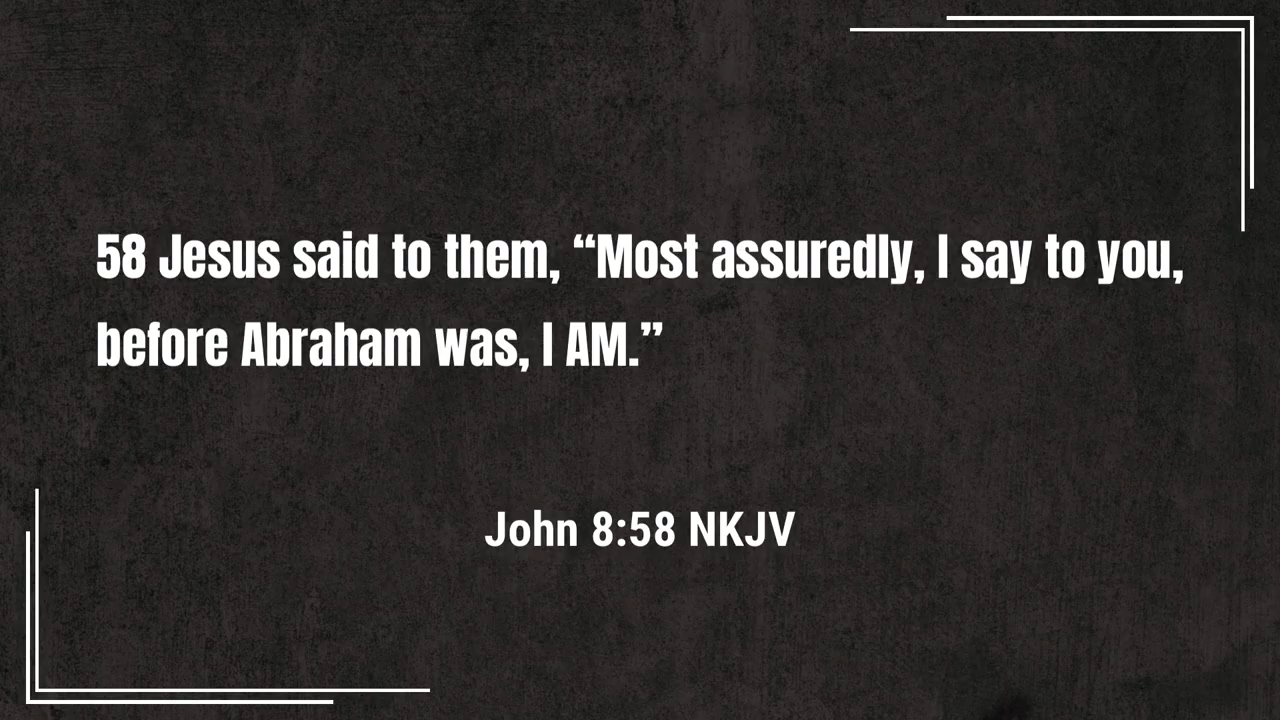 58 Jesus said to them, “Most assuredly, I say to you,
before Abraham was, I AM.”
John 8:58 NKJV